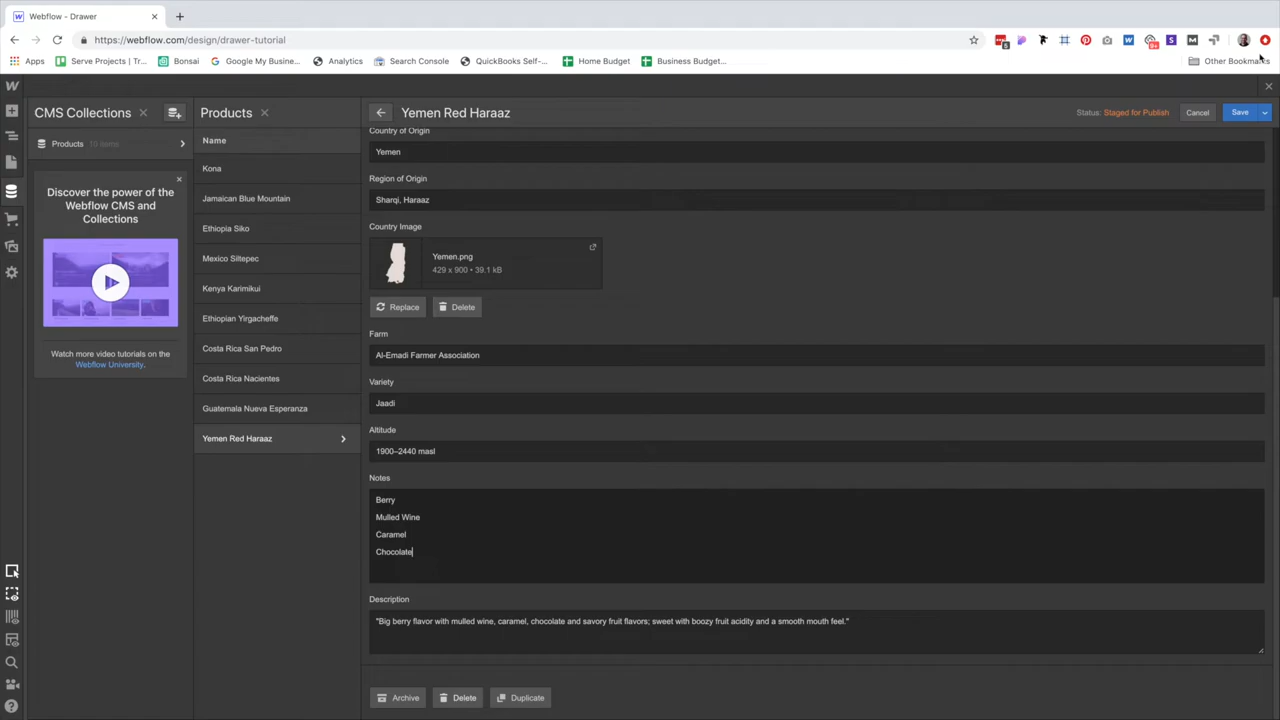 Webflow - Drawer
https://webflow.com/design/drawer-tutorial
Apps
Serve Projects | Tr...
Bonsai
Google My Busine...
Analytics
Search Console
QuickBooks Self-...
Home Budget
Business Budget...
Other Bookmarks
CMS Collections
Products
Yemen Red Haraaz
Status: Staged for Publish
Cancel
Save
Products 10 items
Discover the power of the
Webflow CMS and
Collections
Watch more video tutorials on the
Webflow University.
Name
Kona
Jamaican Blue Mountain
Ethiopia Siko
Mexico Siltepec
Kenya Karimikui
Ethiopian Yirgacheffe
Costa Rica San Pedro
Costa Rica Nacientes
Guatemala Nueva Esperanza
Yemen Red Haraaz
Country of Origin
Yemen
Region of Origin
Sharqi, Haraaz
Country Image
Yemen.png
429 x 900 • 39.1 kB
Replace
Delete
Farm
Al-Emadi Farmer Association
Variety
Jaadi
Altitude
1900–2440 masl
Notes
Berry
Mulled Wine
Caramel
Chocolate
Description
"Big berry flavor with mulled wine, caramel, chocolate and savory fruit flavors; sweet with boozy fruit acidity and a smooth mouth feel."
Archive
Delete
Duplicate